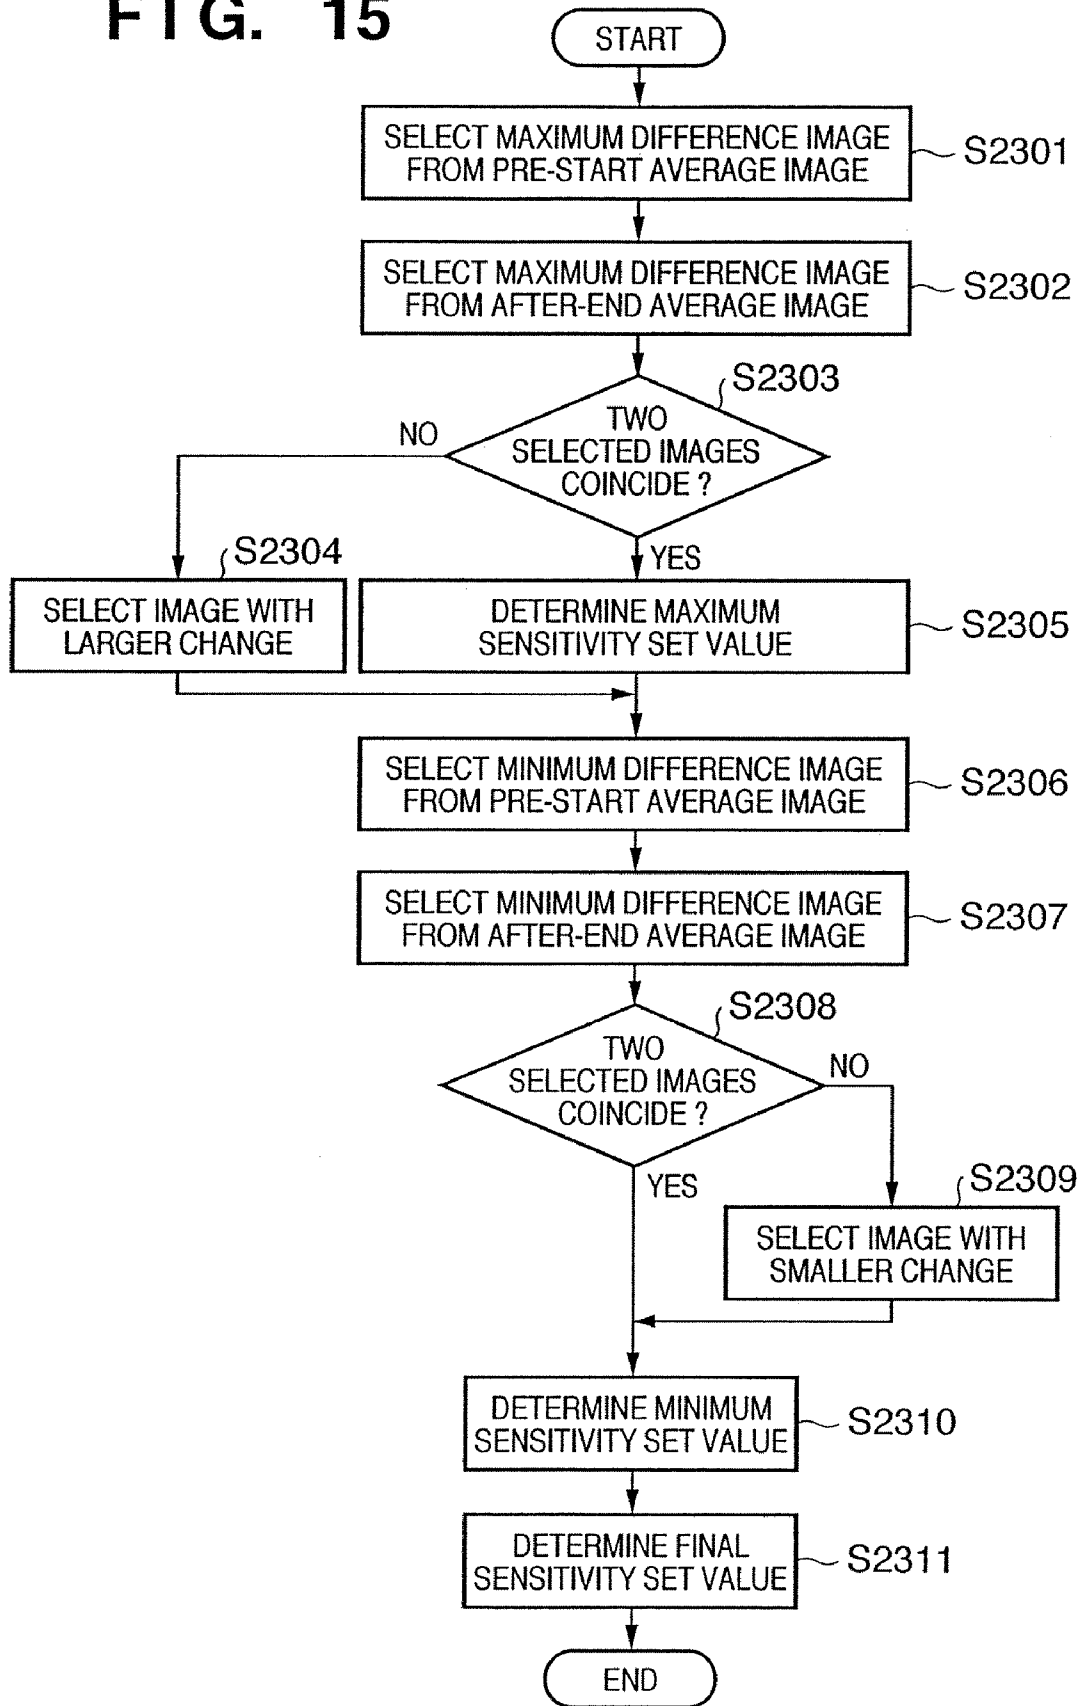 FIG. 15
START
SELECT MAXIMUM DIFFERENCE IMAGE
FROM PRE-START AVERAGE IMAGE
S2301
SELECT MAXIMUM DIFFERENCE IMAGE
FROM AFTER-END AVERAGE IMAGE
S2302
S2303
TWO
SELECTED IMAGES
COINCIDE ?
NO
YES
S2304
SELECT IMAGE WITH
LARGER CHANGE
DETERMINE MAXIMUM
SENSITIVITY SET VALUE
S2305
SELECT MINIMUM DIFFERENCE IMAGE
FROM PRE-START AVERAGE IMAGE
S2306
SELECT MINIMUM DIFFERENCE IMAGE
FROM AFTER-END AVERAGE IMAGE
S2307
S2308
TWO
SELECTED IMAGES
COINCIDE ?
NO
YES
S2309
SELECT IMAGE WITH
SMALLER CHANGE
DETERMINE MINIMUM
SENSITIVITY SET VALUE
S2310
DETERMINE FINAL
SENSITIVITY SET VALUE
S2311
END